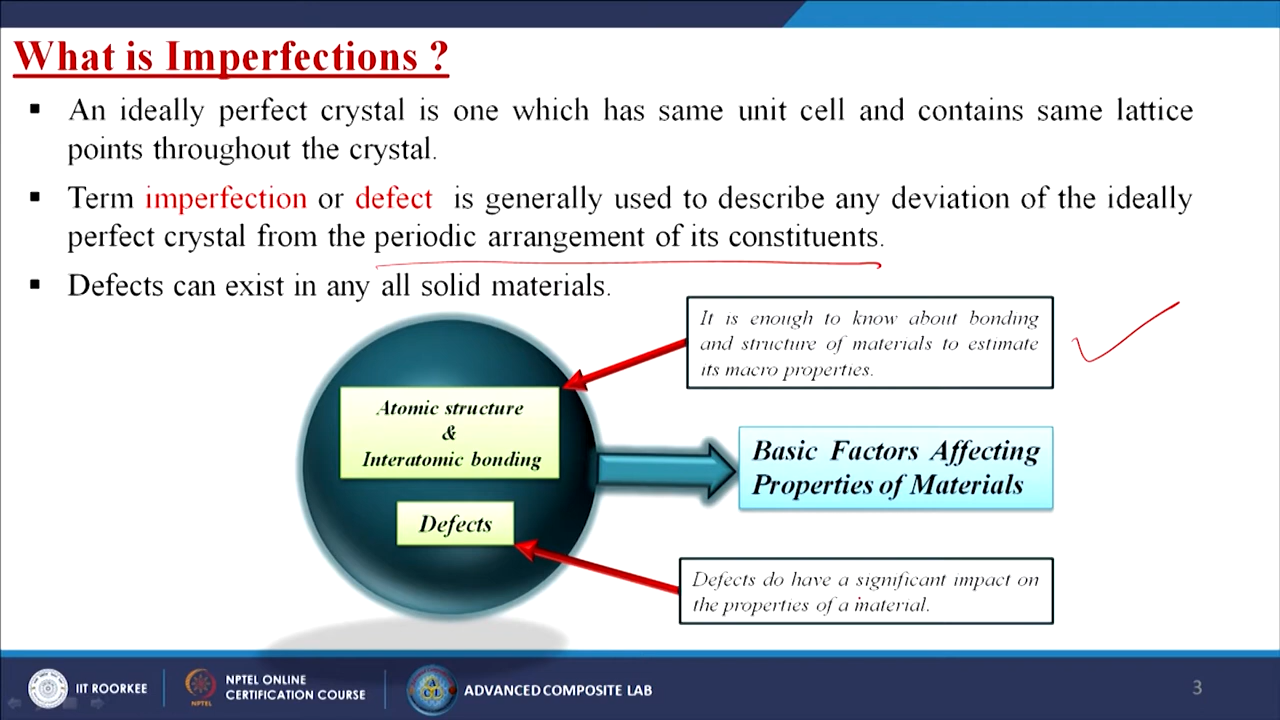 What is Imperfections ?
▪ An ideally perfect crystal is one which has same unit cell and contains same lattice
points throughout the crystal.
▪ Term imperfection or defect is generally used to describe any deviation of the ideally
perfect crystal from the periodic arrangement of its constituents.
▪ Defects can exist in any all solid materials.
It is enough to know about bonding
and structure of materials to estimate
its macro properties.
Atomic structure
&
Interatomic bonding
Defects
Basic Factors Affecting
Properties of Materials
Defects do have a significant impact on
the properties of a material.
IIT ROORKEE
NPTEL
NPTEL ONLINE
CERTIFICATION COURSE
ACL
ADVANCED COMPOSITE LAB
3